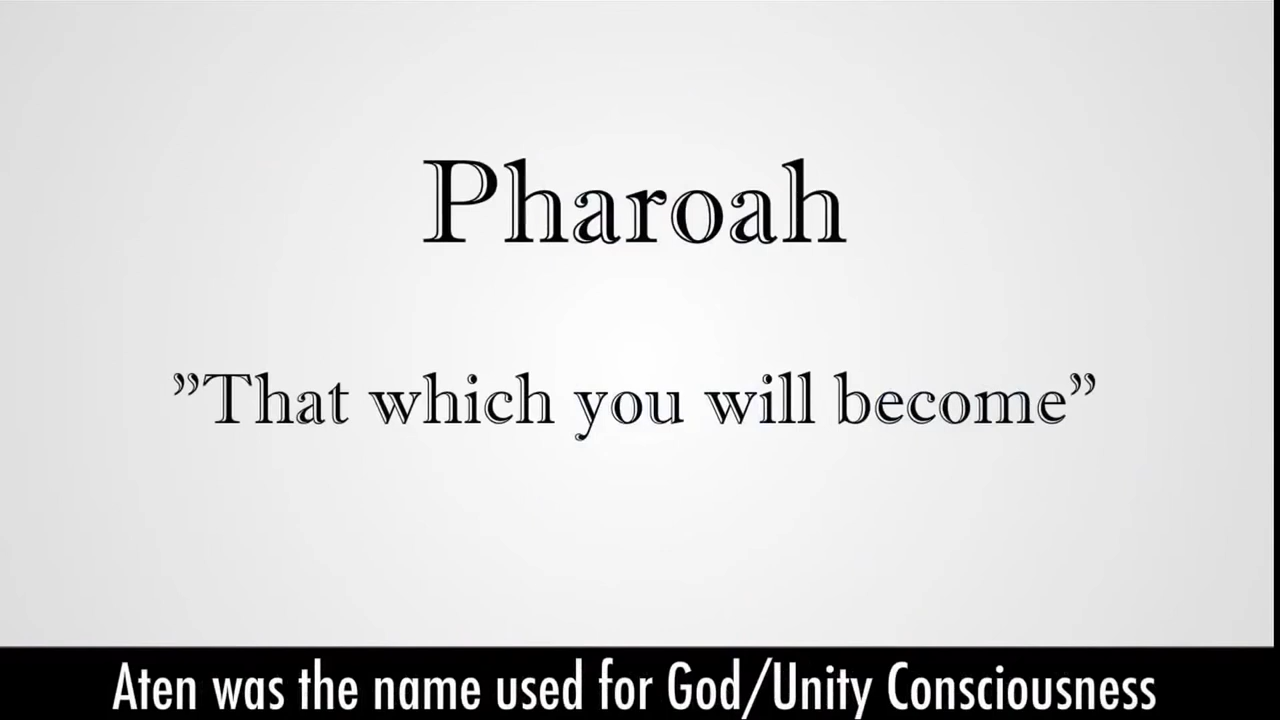 Pharoah
”That which you will become”
Aten was the name used for God/Unity Consciousness